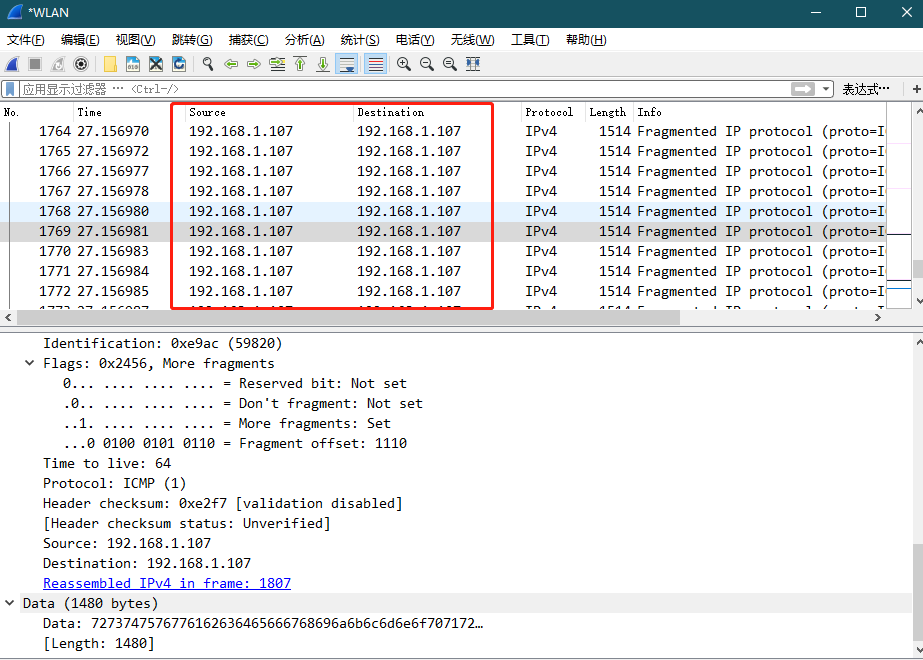 *WLAN
文件(F) 编辑(E) 视图(V) 跳转(G) 捕获(C) 分析(A) 统计(S) 电话(Y) 无线(W) 工具(T) 帮助(H)
应用显示过滤器 … <Ctrl-/> 表达式… +
No. Time Source Destination Protocol Length Info
1764 27.156970 192.168.1.107 192.168.1.107 IPv4 1514 Fragmented IP protocol (proto=I
1765 27.156972 192.168.1.107 192.168.1.107 IPv4 1514 Fragmented IP protocol (proto=I
1766 27.156977 192.168.1.107 192.168.1.107 IPv4 1514 Fragmented IP protocol (proto=I
1767 27.156978 192.168.1.107 192.168.1.107 IPv4 1514 Fragmented IP protocol (proto=I
1768 27.156980 192.168.1.107 192.168.1.107 IPv4 1514 Fragmented IP protocol (proto=I
1769 27.156981 192.168.1.107 192.168.1.107 IPv4 1514 Fragmented IP protocol (proto=I
1770 27.156983 192.168.1.107 192.168.1.107 IPv4 1514 Fragmented IP protocol (proto=I
1771 27.156984 192.168.1.107 192.168.1.107 IPv4 1514 Fragmented IP protocol (proto=I
1772 27.156985 192.168.1.107 192.168.1.107 IPv4 1514 Fragmented IP protocol (proto=I
Identification: 0xe9ac (59820)
Flags: 0x2456, More fragments
0... .... .... .... = Reserved bit: Not set
.0.. .... .... .... = Don't fragment: Not set
..1. .... .... .... = More fragments: Set
...0 0100 0101 0110 = Fragment offset: 1110
Time to live: 64
Protocol: ICMP (1)
Header checksum: 0xe2f7 [validation disabled]
[Header checksum status: Unverified]
Source: 192.168.1.107
Destination: 192.168.1.107
Reassembled IPv4 in frame: 1807
Data (1480 bytes)
Data: 7273747576776162636465666768696a6b6c6d6e6f707172…
[Length: 1480]